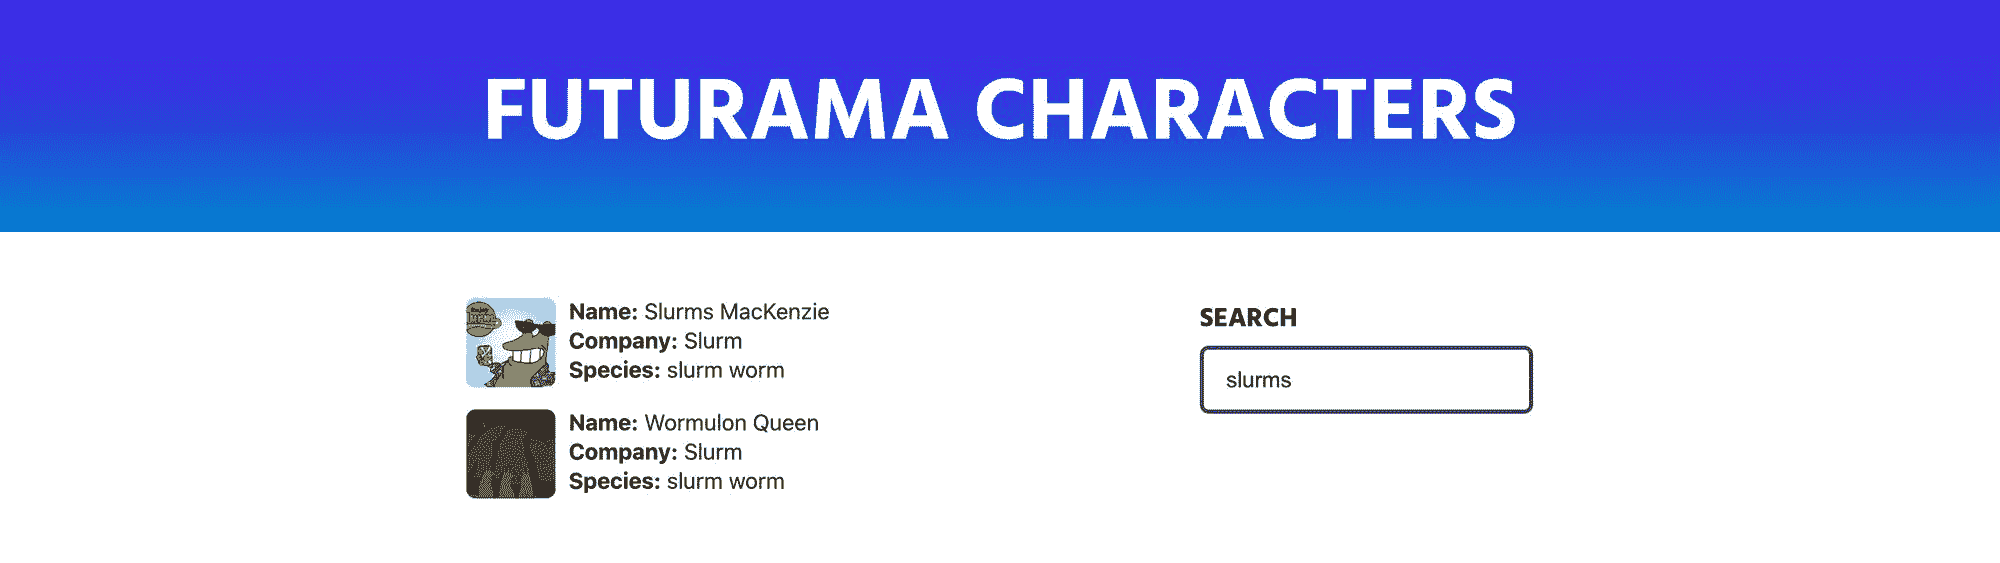 FUTURAMA CHARACTERS
Name: Slurms MacKenzie
Company: Slurm
Species: slurm worm
Name: Wormulon Queen
Company: Slurm
Species: slurm worm
SEARCH
slurms